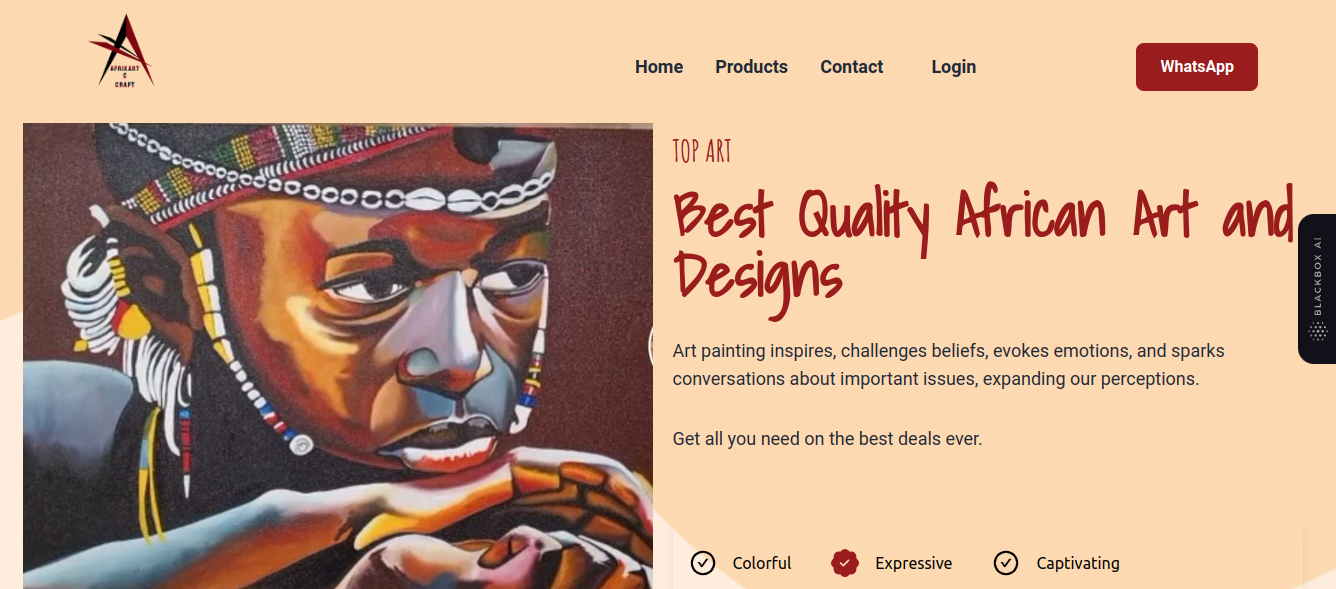 AFRIKART
&
CRAFT
Home Products Contact Login WhatsApp
TOP ART
Best Quality African Art and
Designs
BLACKBOX AI
Art painting inspires, challenges beliefs, evokes emotions, and sparks
conversations about important issues, expanding our perceptions.
Get all you need on the best deals ever.
Colorful Expressive Captivating